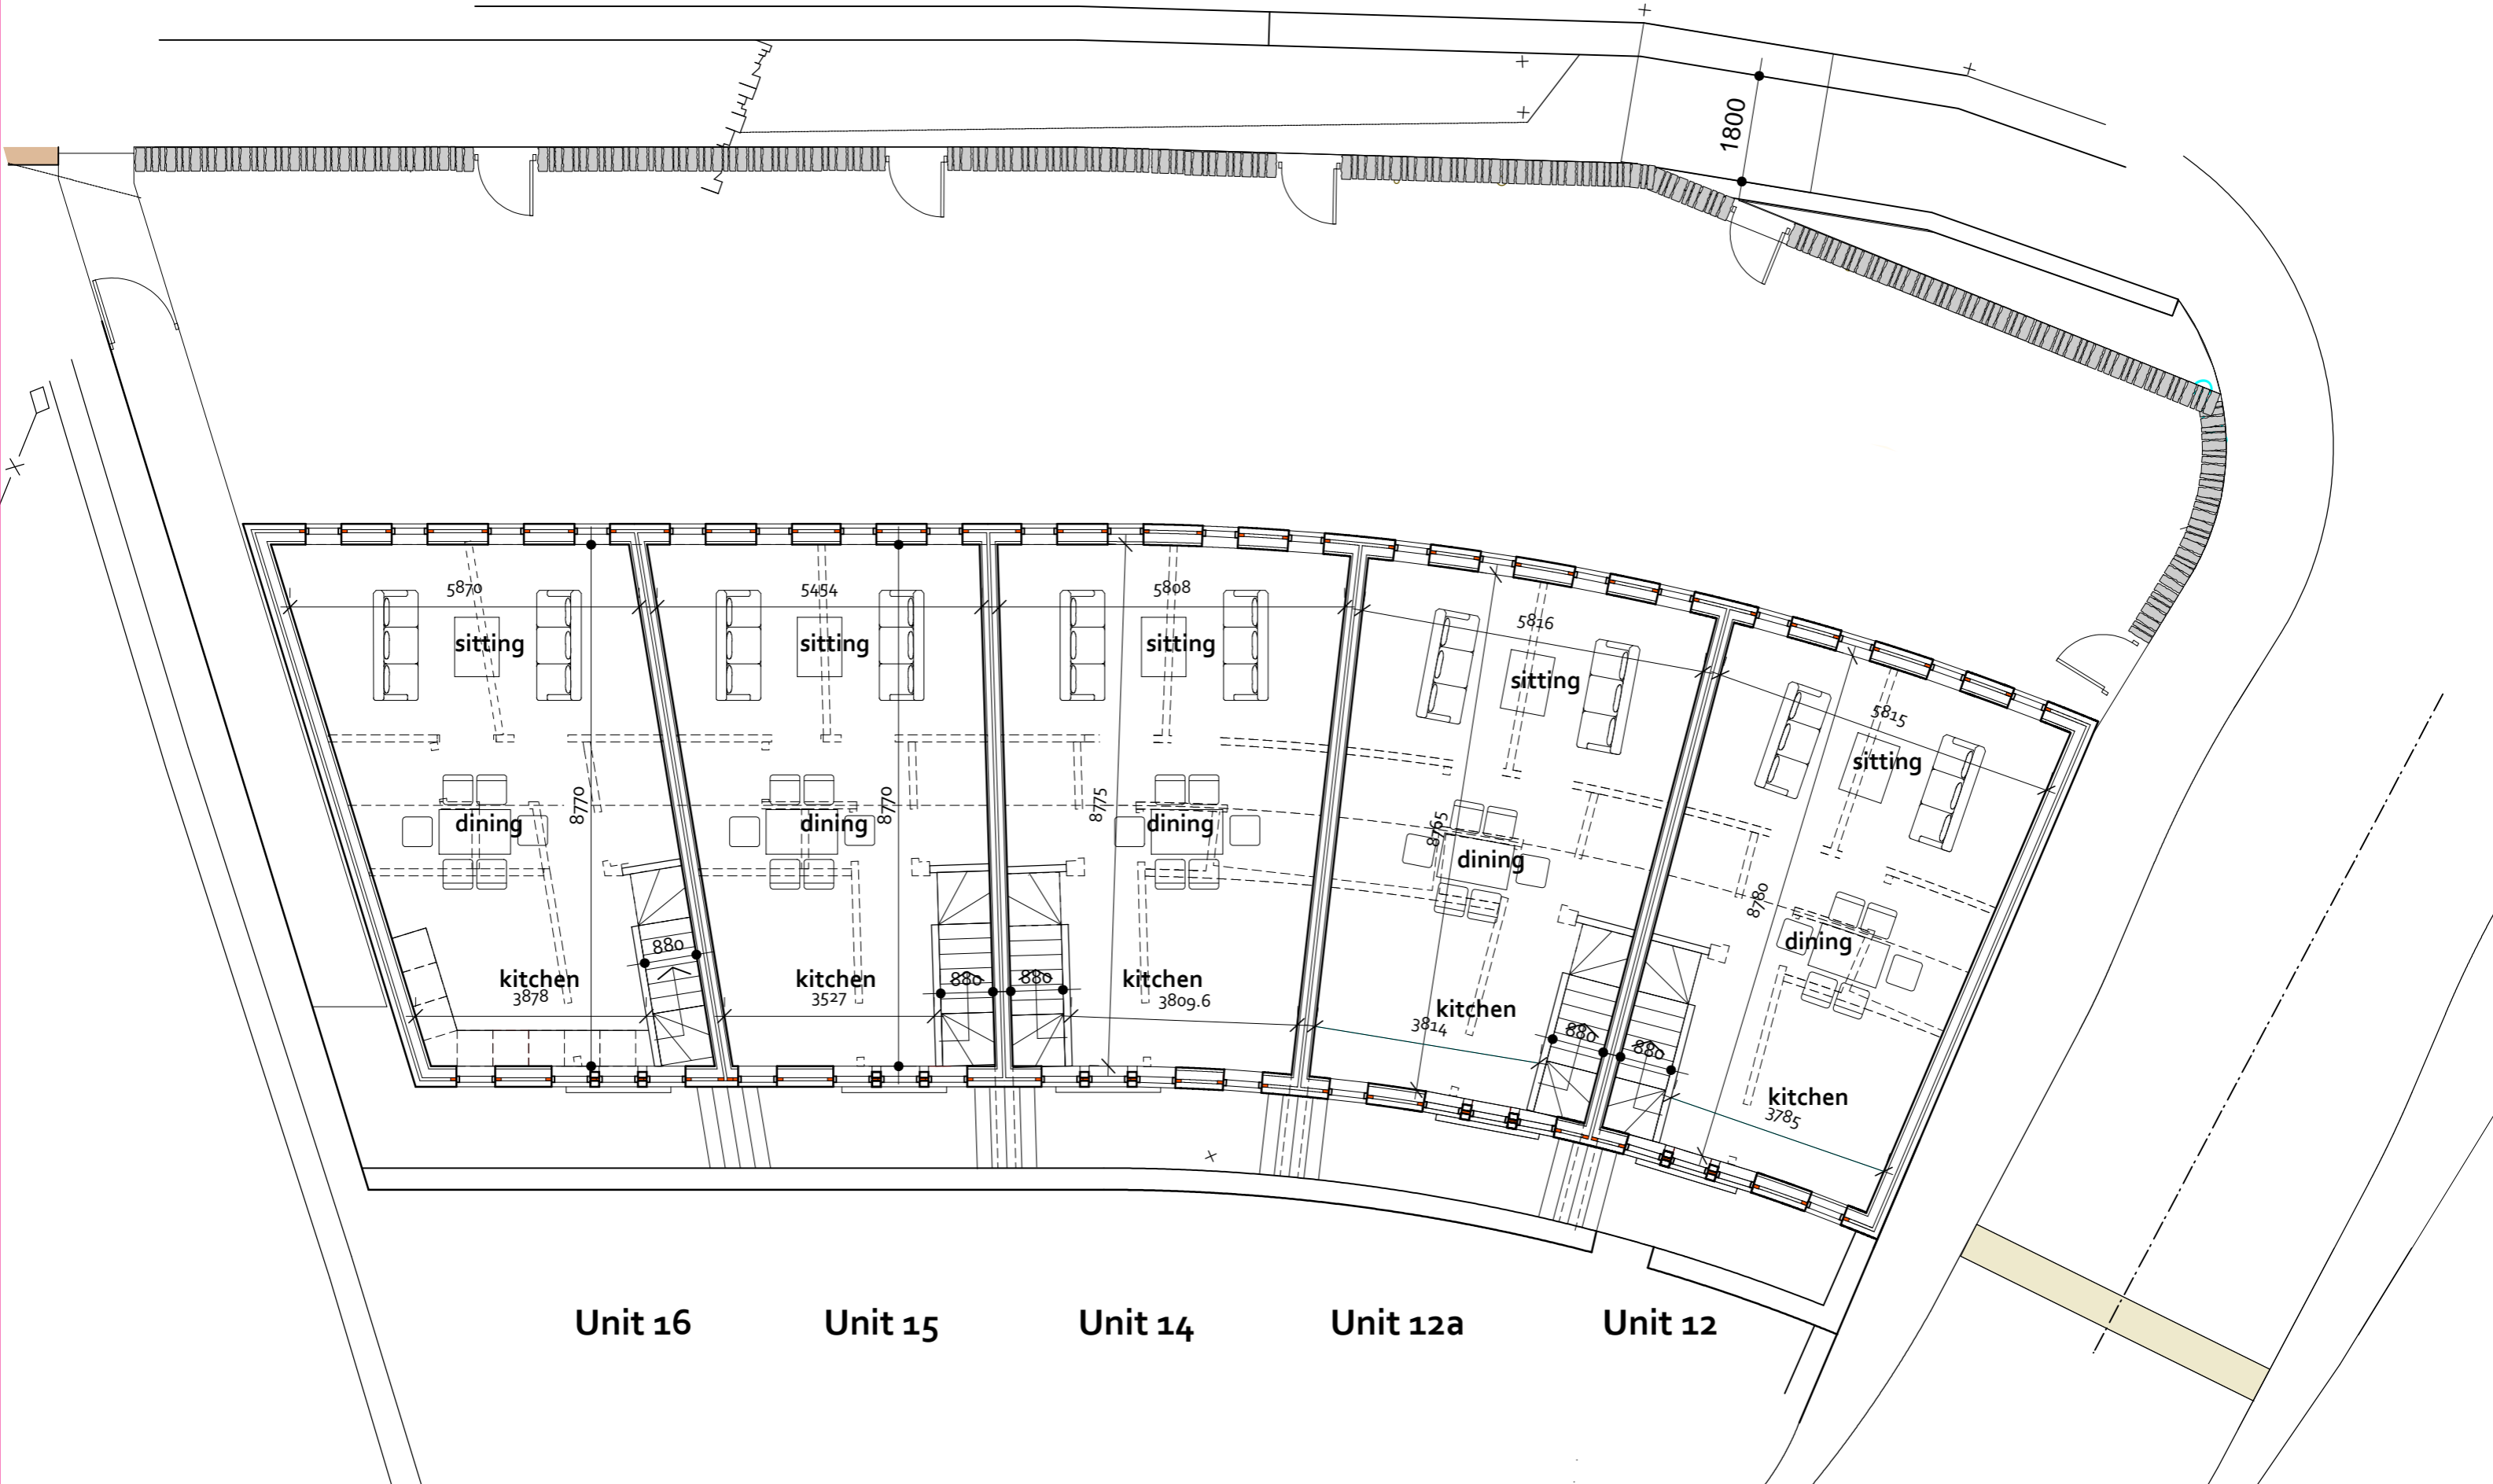 1800
5870
5454
5808
5816
5815
sitting
sitting
sitting
sitting
sitting
8770
8770
8775
8765
8780
dining
dining
dining
dining
dining
880
880
880
880
880
kitchen
3878
kitchen
3527
kitchen
3809.6
kitchen
3814
kitchen
3785
Unit 16
Unit 15
Unit 14
Unit 12a
Unit 12